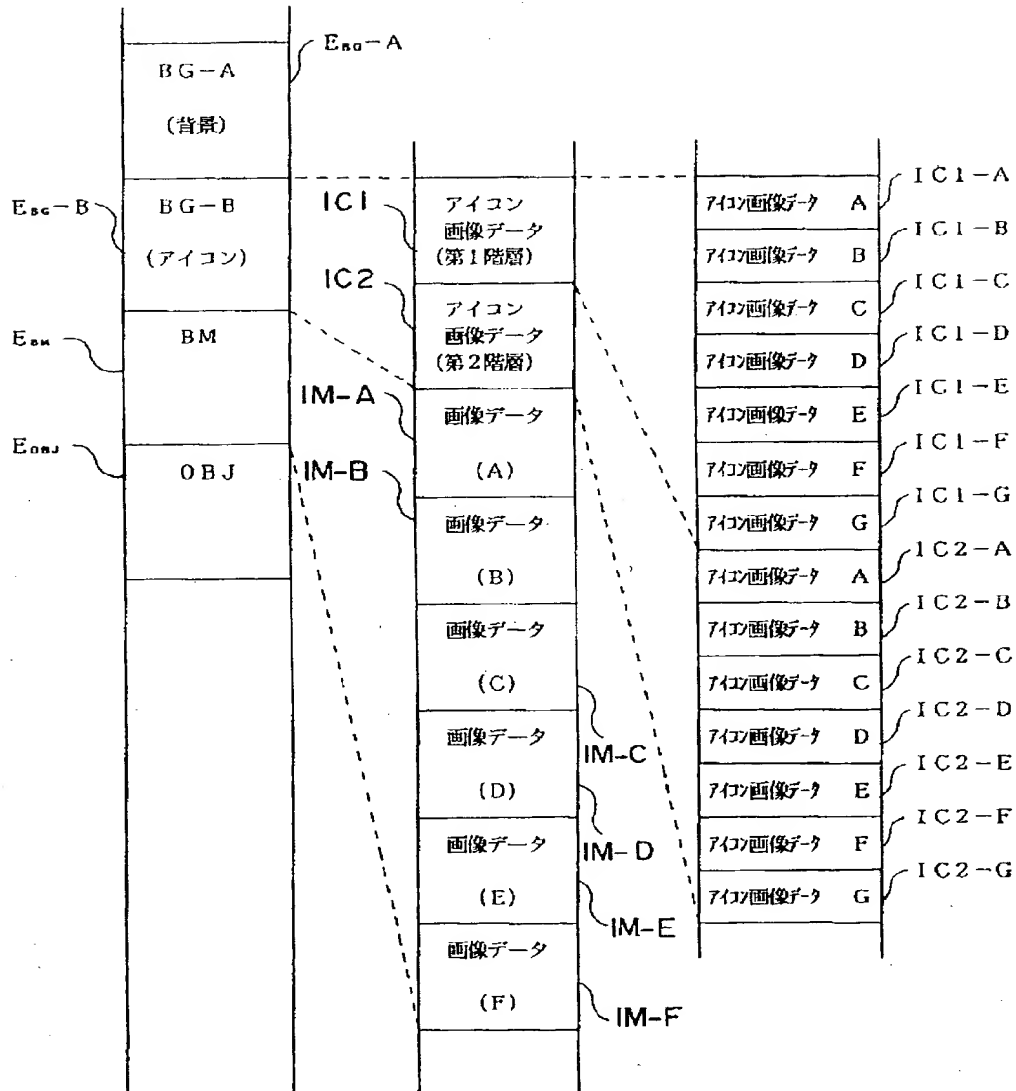 EBG-A
BG-A
(背景)
EBG-B
BG-B
(アイコン)
EBM
BM
EOBJ
OBJ
IC1
アイコン
画像データ
(第1階層)
IC2
アイコン
画像データ
(第2階層)
IM-A
画像データ
(A)
IM-B
画像データ
(B)
画像データ
(C)
IM-C
画像データ
(D)
IM-D
画像データ
(E)
IM-E
画像データ
(F)
IM-F
アイコン画像データ A
IC1-A
アイコン画像データ B
IC1-B
アイコン画像データ C
IC1-C
アイコン画像データ D
IC1-D
アイコン画像データ E
IC1-E
アイコン画像データ F
IC1-F
アイコン画像データ G
IC1-G
アイコン画像データ A
IC2-A
アイコン画像データ B
IC2-B
アイコン画像データ C
IC2-C
アイコン画像データ D
IC2-D
アイコン画像データ E
IC2-E
アイコン画像データ F
IC2-F
アイコン画像データ G
IC2-G